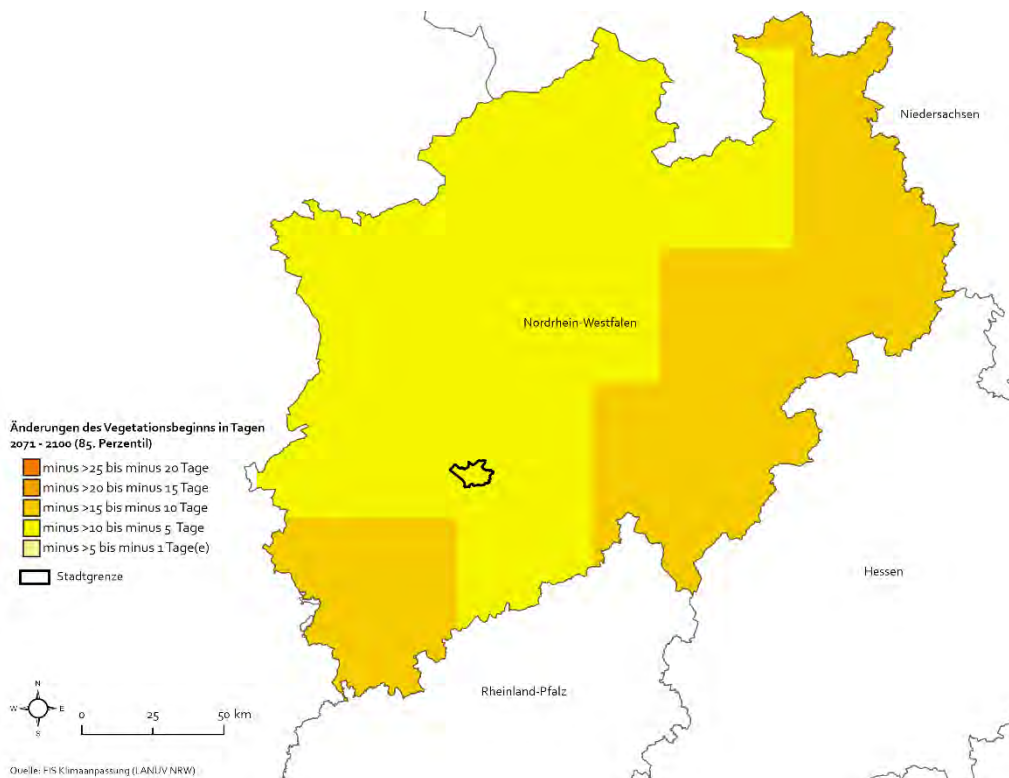 Niedersachsen
Nordrhein-Westfalen
Änderungen des Vegetationsbeginns in Tagen
2071 - 2100 (85. Perzentil)
minus >25 bis minus 20 Tage
minus >20 bis minus 15 Tage
minus >15 bis minus 10 Tage
minus >10 bis minus 5 Tage
minus >5 bis minus 1 Tage(e)
Stadtgrenze
Hessen
Rheinland-Pfalz
N
W E
S
0 25 50 km
Quelle: FIS Klimaanpassung (LANUV NRW)